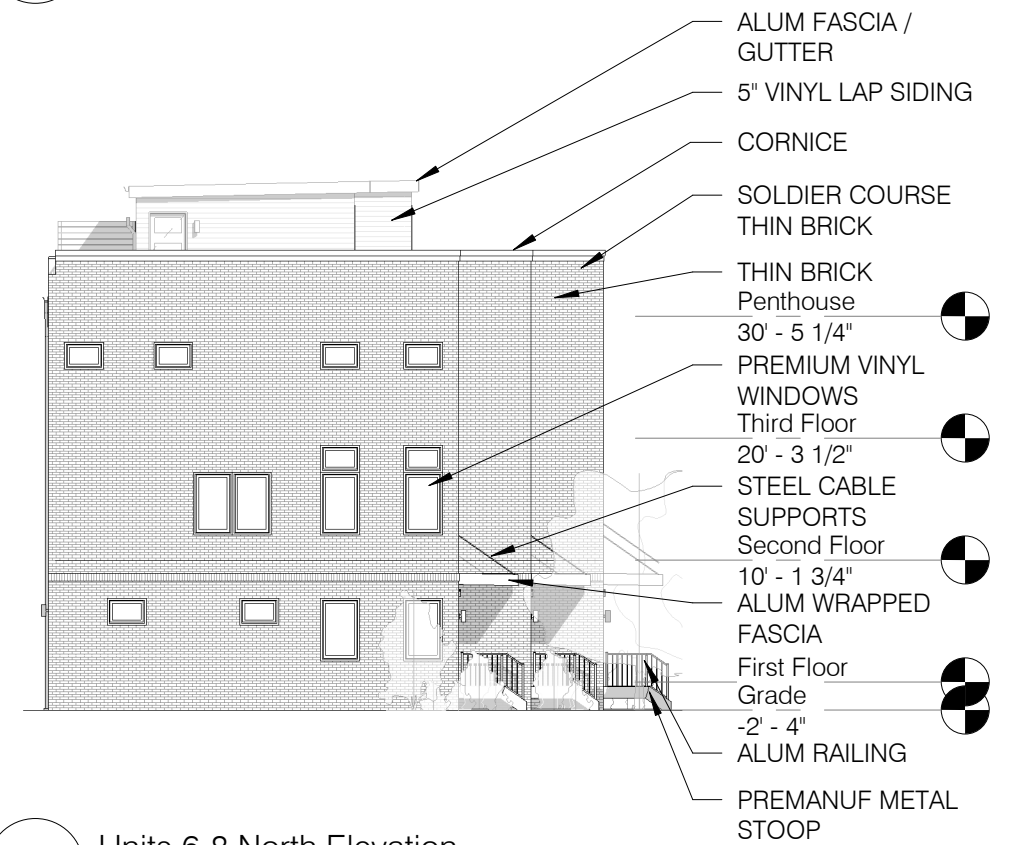 ALUM FASCIA /
GUTTER
5" VINYL LAP SIDING
CORNICE
SOLDIER COURSE
THIN BRICK
THIN BRICK
Penthouse
30' - 5 1/4"
PREMIUM VINYL
WINDOWS
Third Floor
20' - 3 1/2"
STEEL CABLE
SUPPORTS
Second Floor
10' - 1 3/4"
ALUM WRAPPED
FASCIA
First Floor
Grade
-2' - 4"
ALUM RAILING
PREMANUF METAL
STOOP
Units 6-8 North Elevation